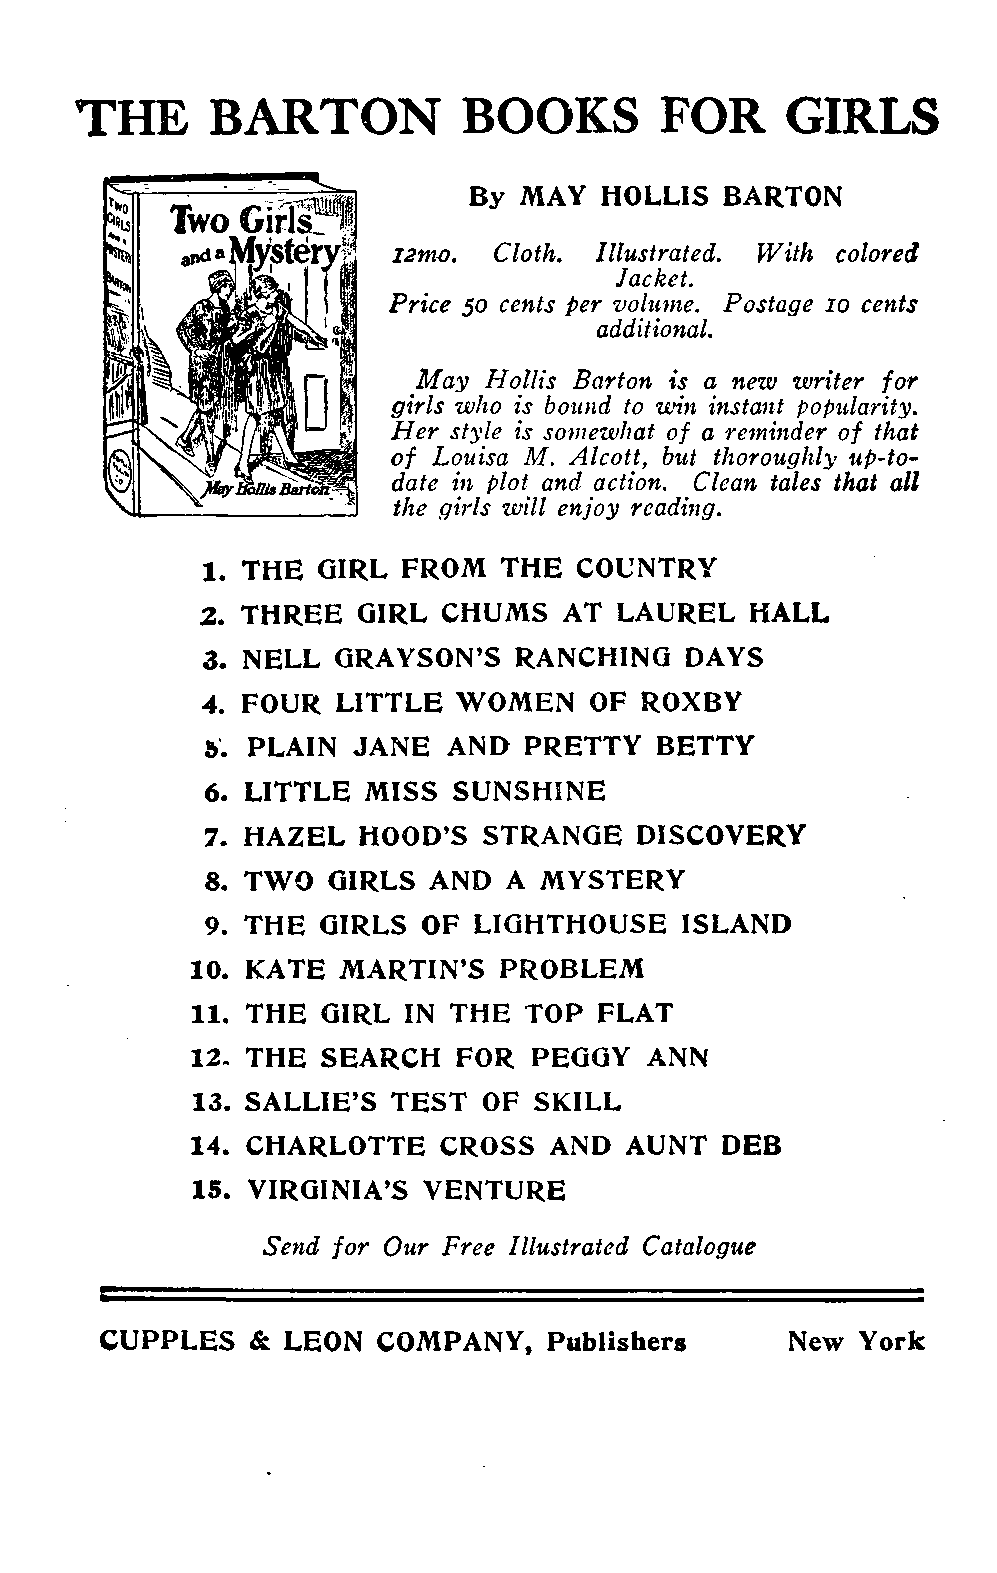 THE BARTON BOOKS FOR GIRLS
TWO
GIRLS
AND A
MYSTERY
BARTON
Two Girls
and a Mystery
May Hollis Barton
By MAY HOLLIS BARTON
12mo. Cloth. Illustrated. With colored
Jacket.
Price 50 cents per volume. Postage 10 cents
additional.
May Hollis Barton is a new writer for
girls who is bound to win instant popularity.
Her style is somewhat of a reminder of that
of Louisa M. Alcott, but thoroughly up-to-
date in plot and action. Clean tales that all
the girls will enjoy reading.
1. THE GIRL FROM THE COUNTRY
2. THREE GIRL CHUMS AT LAUREL HALL
3. NELL GRAYSON'S RANCHING DAYS
4. FOUR LITTLE WOMEN OF ROXBY
5. PLAIN JANE AND PRETTY BETTY
6. LITTLE MISS SUNSHINE
7. HAZEL HOOD'S STRANGE DISCOVERY
8. TWO GIRLS AND A MYSTERY
9. THE GIRLS OF LIGHTHOUSE ISLAND
10. KATE MARTIN'S PROBLEM
11. THE GIRL IN THE TOP FLAT
12. THE SEARCH FOR PEGGY ANN
13. SALLIE'S TEST OF SKILL
14. CHARLOTTE CROSS AND AUNT DEB
15. VIRGINIA'S VENTURE
Send for Our Free Illustrated Catalogue
CUPPLES & LEON COMPANY, Publishers New York